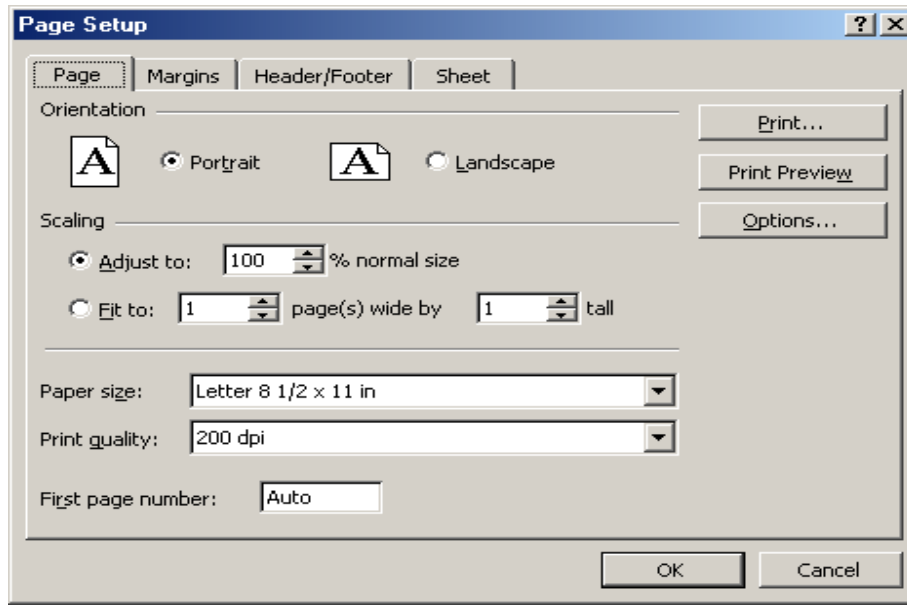 Page Setup
Page Margins Header/Footer Sheet
Orientation
A Portrait A Landscape
Scaling
Adjust to: 100 % normal size
Fit to: 1 page(s) wide by 1 tall
Paper size: Letter 8 1/2 x 11 in
Print quality: 200 dpi
First page number: Auto
Print...
Print Preview
Options...
OK Cancel